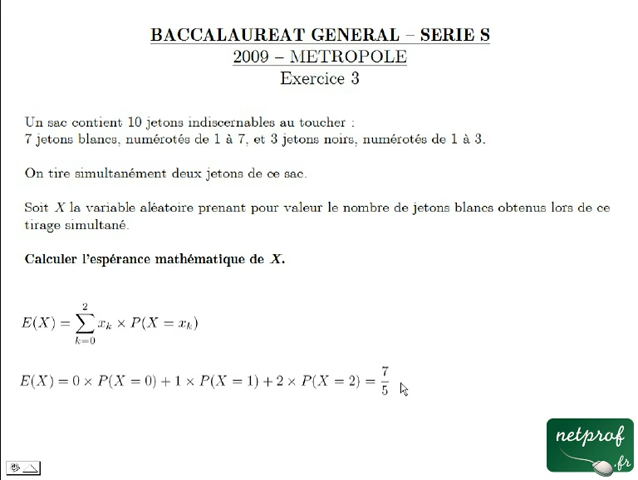 BACCALAUREAT GENERAL – SERIE S
2009 – METROPOLE
Exercice 3
Un sac contient 10 jetons indiscernables au toucher :
7 jetons blancs, numérotés de 1 à 7, et 3 jetons noirs, numérotés de 1 à 3.
On tire simultanément deux jetons de ce sac.
Soit X la variable aléatoire prenant pour valeur le nombre de jetons blancs obtenus lors de ce
tirage simultané.
Calculer l'espérance mathématique de X.
E(X) = ∑_{k=0}^{2} x_k × P(X = x_k)
E(X) = 0 × P(X = 0) + 1 × P(X = 1) + 2 × P(X = 2) = 7/5
netprof
.fr